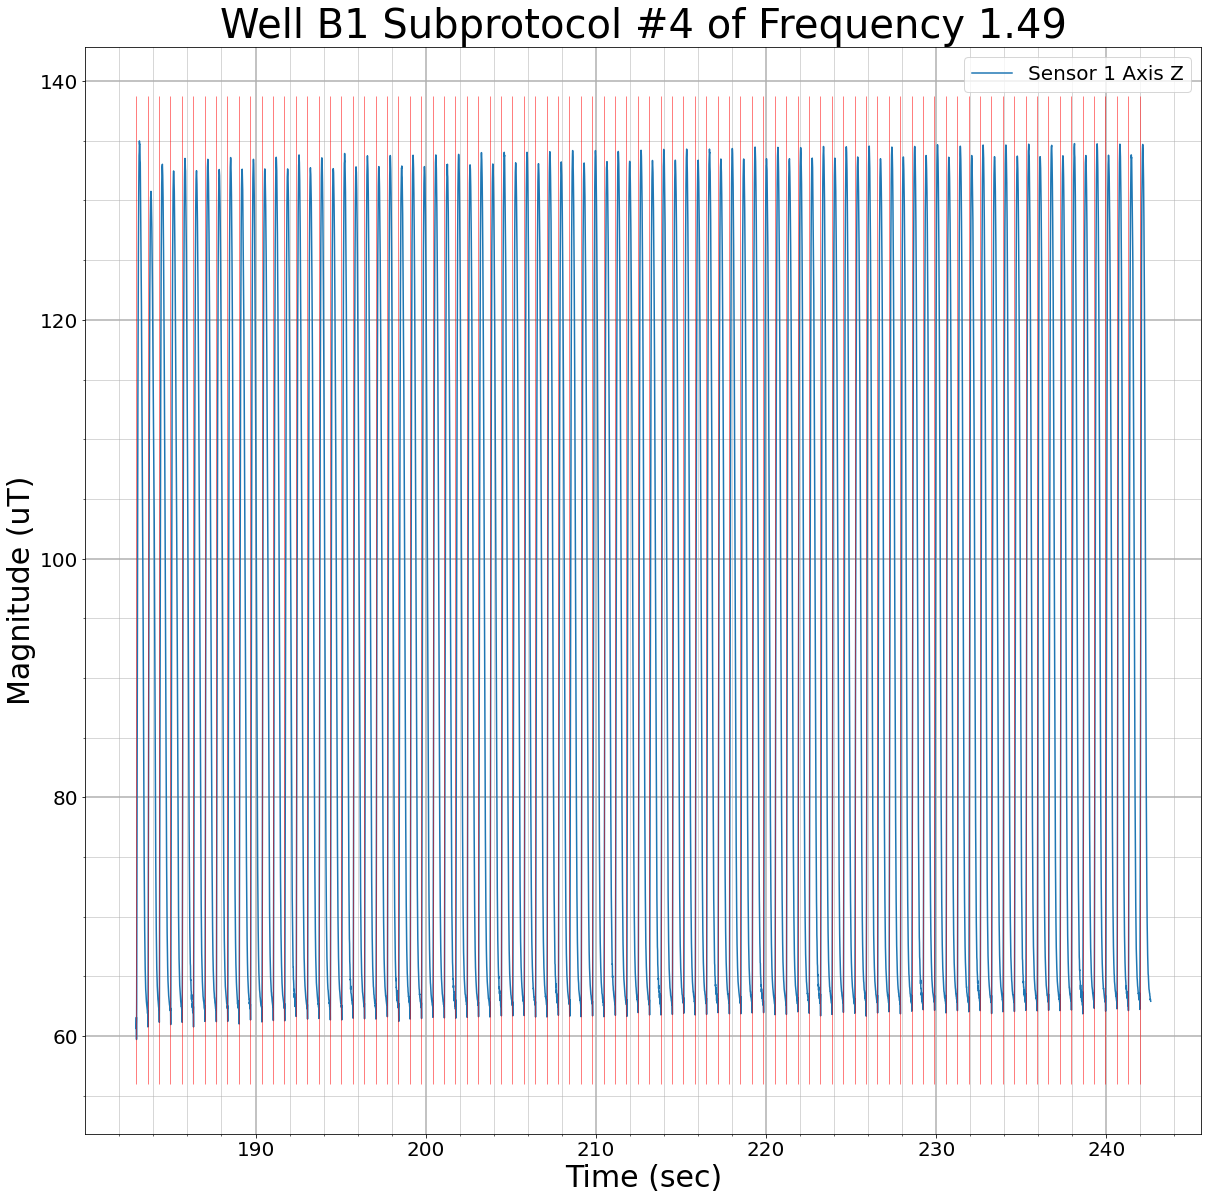 Well B1 Subprotocol #4 of Frequency 1.49
Sensor 1 Axis Z
140
120
100
80
60
Magnitude (uT)
190 200 210 220 230 240
Time (sec)